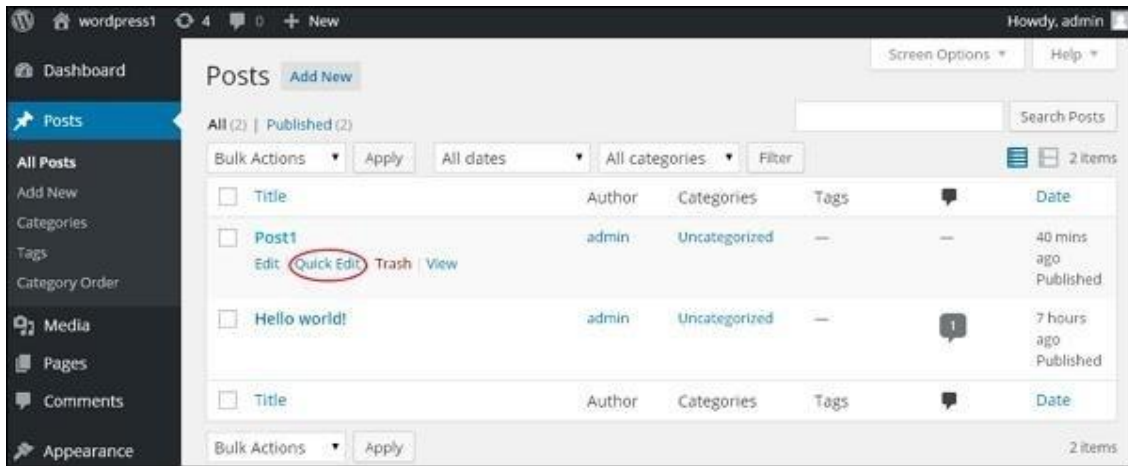 wordpress1 4 0 + New Howdy, admin
Dashboard
Posts
All Posts
Add New
Categories
Tags
Category Order
Media
Pages
Comments
Appearance
Screen Options Help
Posts Add New
All (2) | Published (2)
Search Posts
Bulk Actions Apply All dates All categories Filter 2 items
Title Author Categories Tags Date
Post1 admin Uncategorized — — 40 mins
ago
Published
Edit Quick Edit Trash | View
Hello world! admin Uncategorized — 1 7 hours
ago
Published
Title Author Categories Tags Date
Bulk Actions Apply 2 items